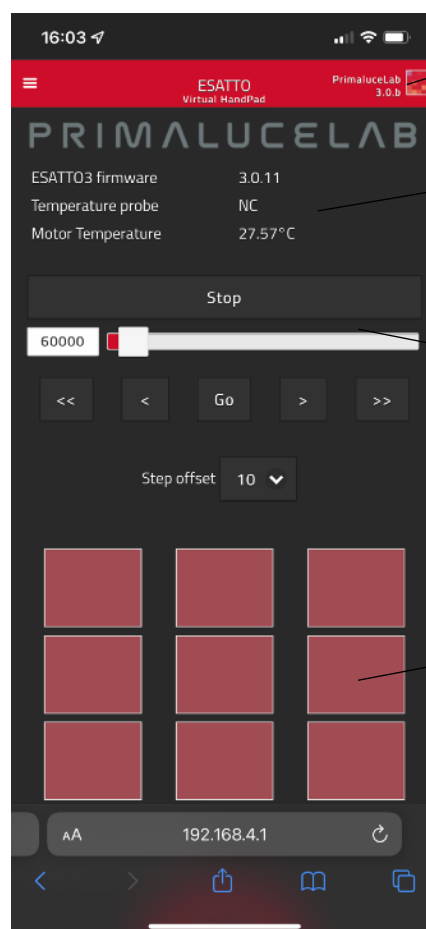 16:03
ESATTO
Virtual HandPad
PrimaluceLab
3.0.b
PRIMALUCELAB
ESATTO3 firmware 3.0.11
Temperature probe NC
Motor Temperature 27.57°C
Stop
60000
<< < Go > >>
Step offset 10
AA 192.168.4.1